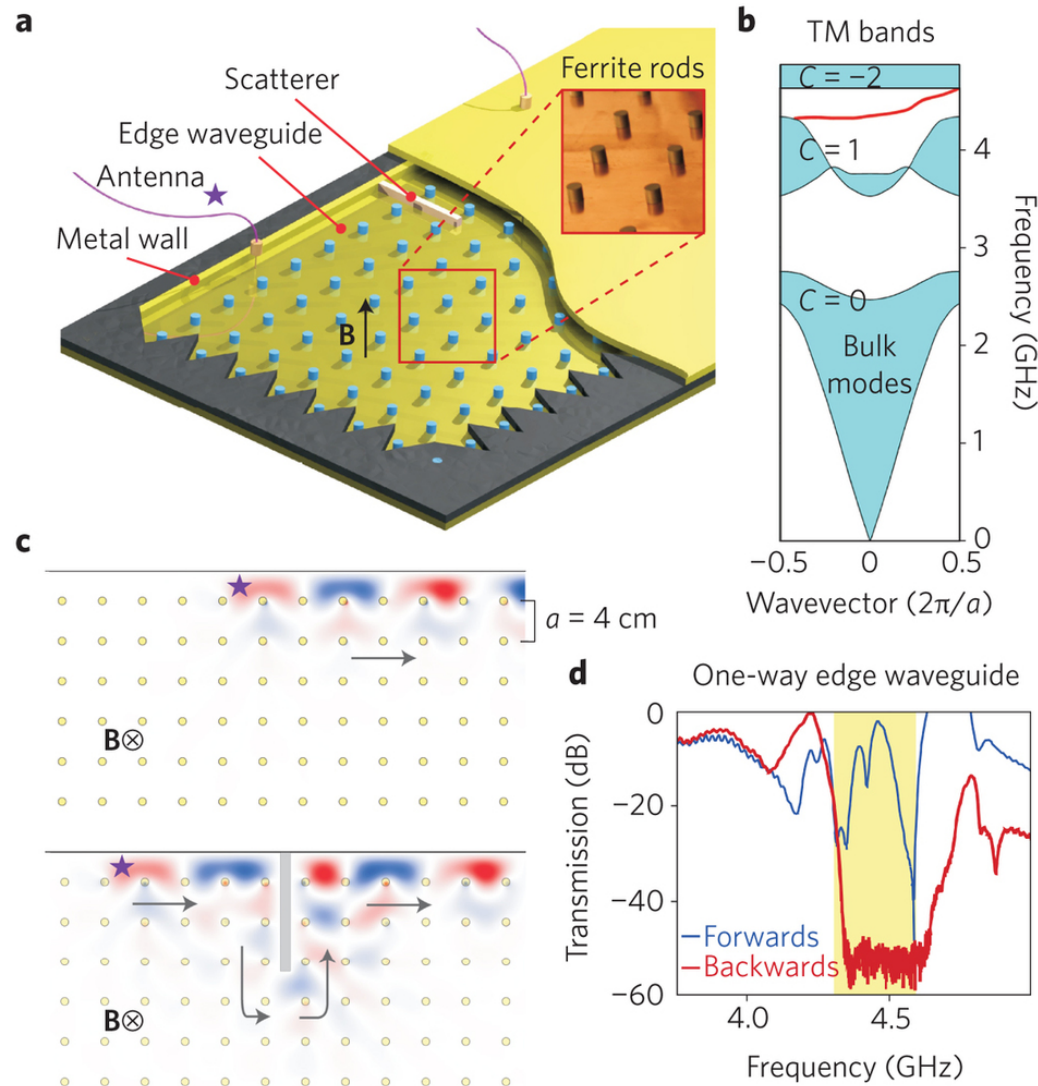 a
Scatterer
Edge waveguide
Antenna
Metal wall
Ferrite rods
B
b
TM bands
C = −2
C = 1
C = 0
Bulk
modes
4
3
2
1
0
Frequency (GHz)
−0.5 0 0.5
Wavevector (2π/a)
c
a = 4 cm
B⊗
B⊗
d
One-way edge waveguide
0
−20
−40
−60
Transmission (dB)
Forwards
Backwards
4.0 4.5
Frequency (GHz)